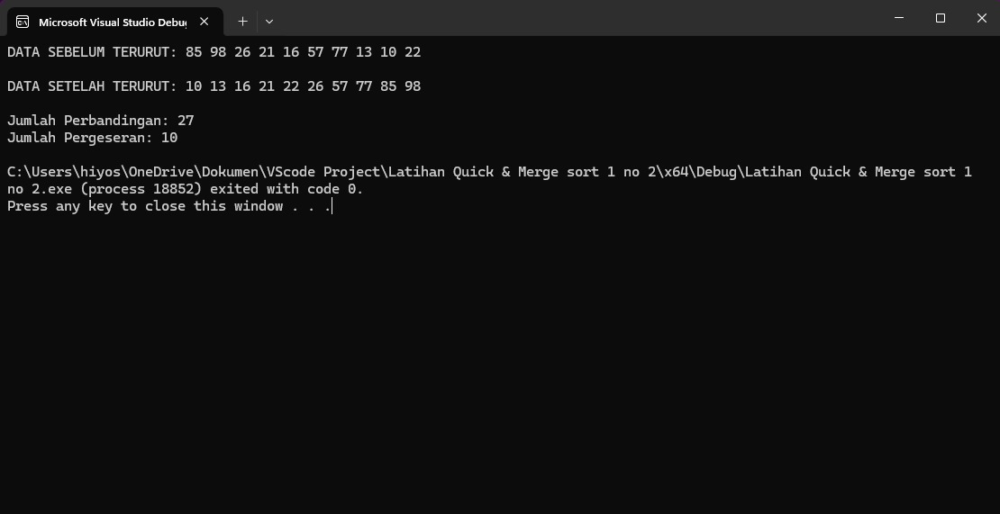 Microsoft Visual Studio Debu
DATA SEBELUM TERURUT: 85 98 26 21 16 57 77 13 10 22
DATA SETELAH TERURUT: 10 13 16 21 22 26 57 77 85 98
Jumlah Perbandingan: 27
Jumlah Pergeseran: 10
C:\Users\hiyos\OneDrive\Dokumen\VScode Project\Latihan Quick & Merge sort 1 no 2\x64\Debug\Latihan Quick & Merge sort 1
no 2.exe (process 18852) exited with code 0.
Press any key to close this window . . .